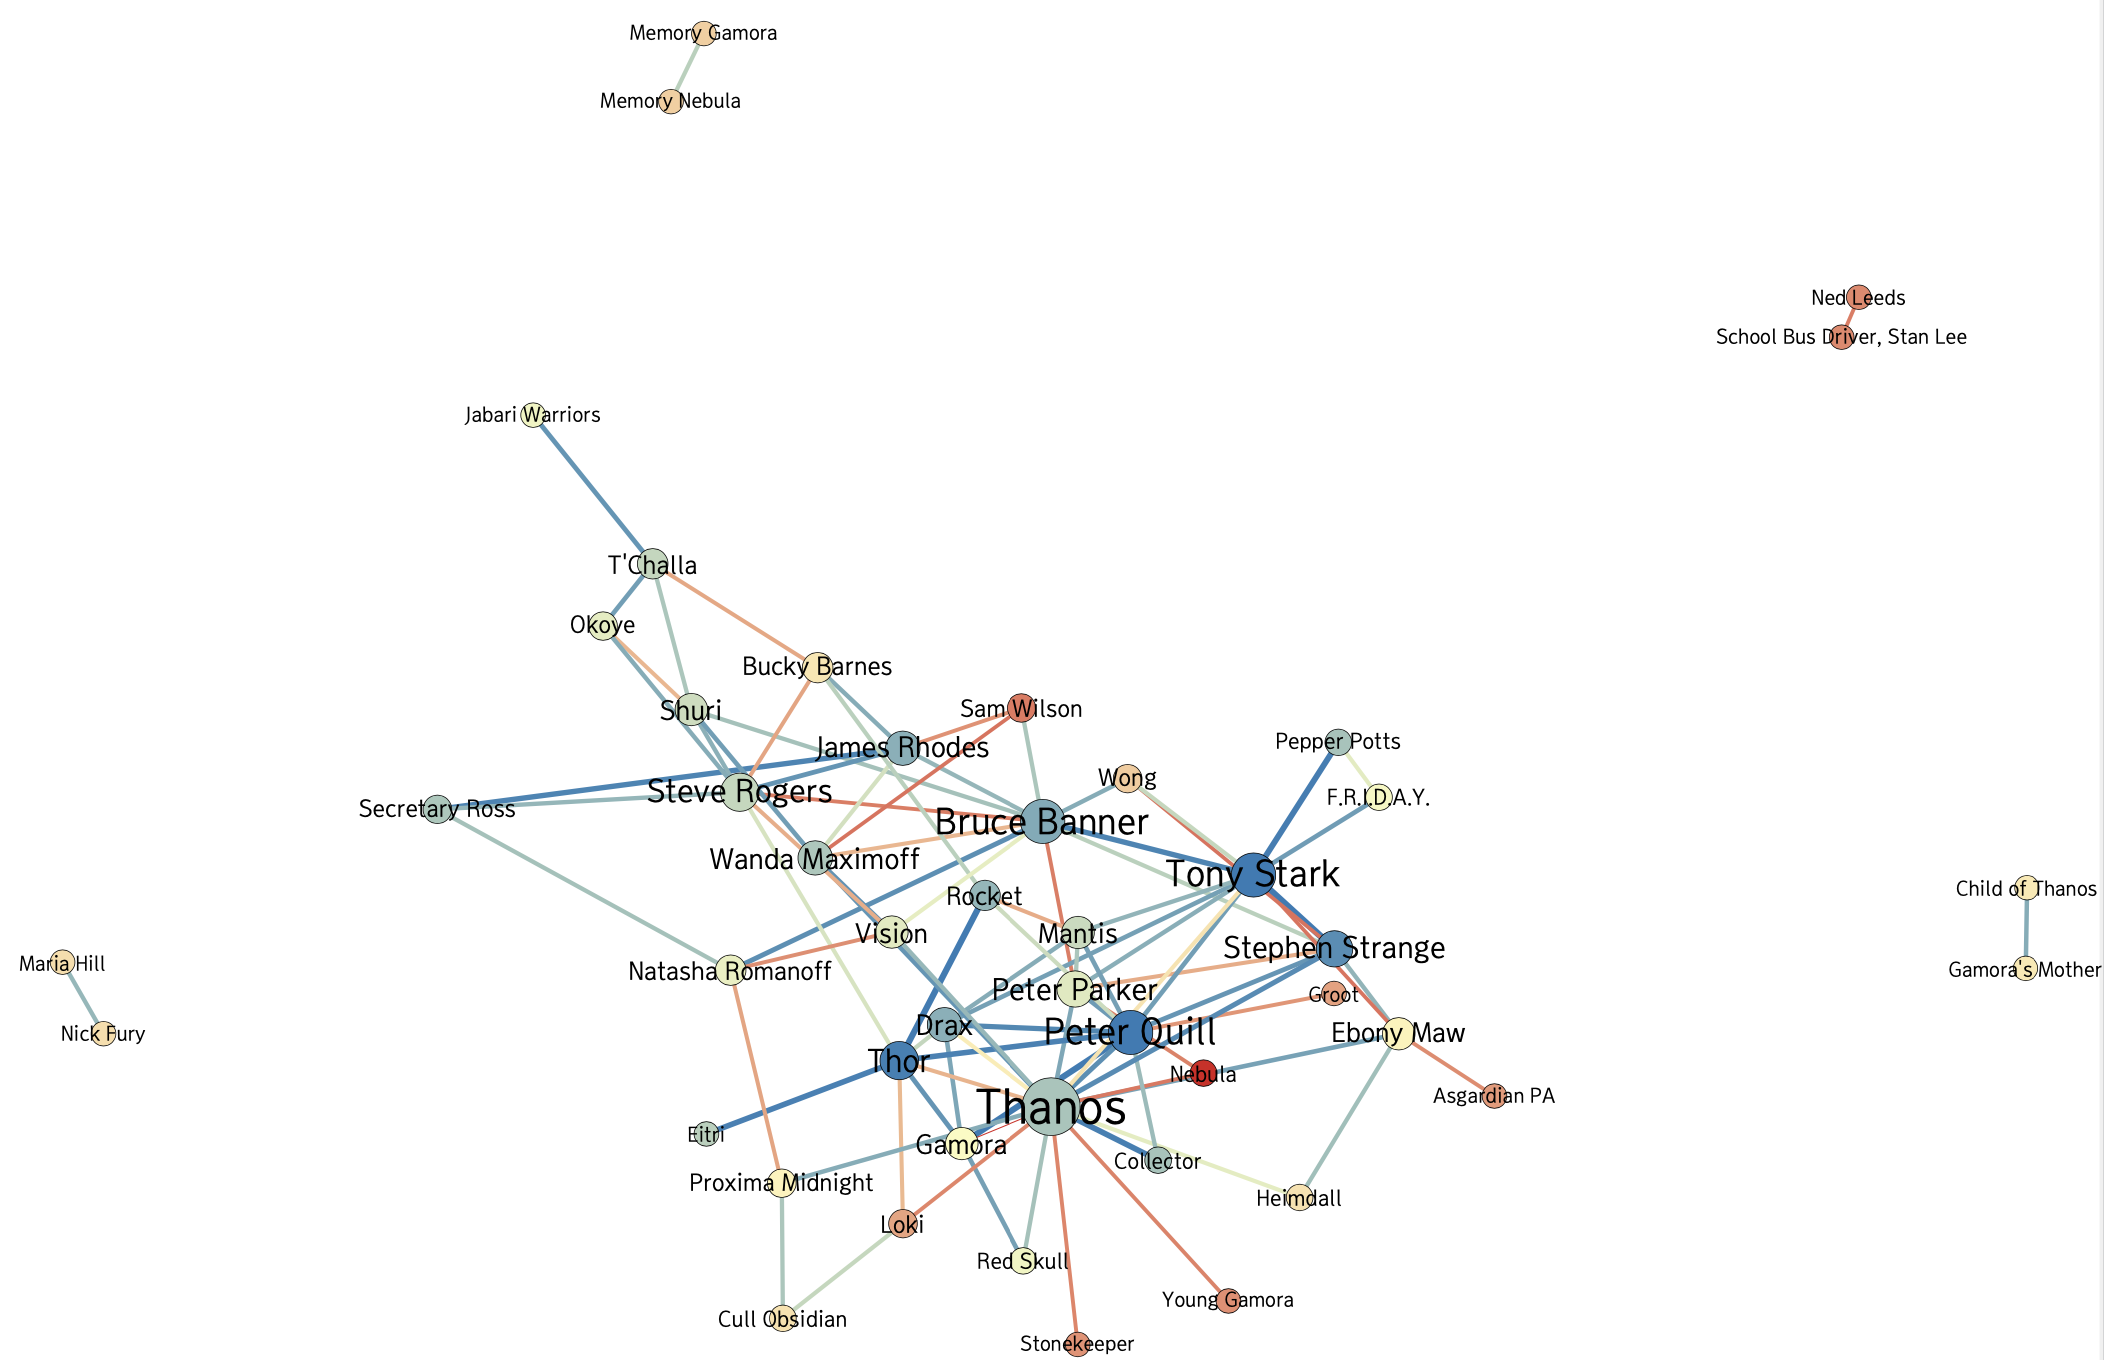 Memory Gamora
Memory Nebula
Ned Leeds
School Bus Driver, Stan Lee
Jabari Warriors
T'Challa
Okoye
Bucky Barnes
Shuri
Sam Wilson
James Rhodes
Pepper Potts
Wong
Steve Rogers
F.R.I.D.A.Y.
Secretary Ross
Bruce Banner
Wanda Maximoff
Tony Stark
Child of Thanos
Rocket
Vision
Mantis
Stephen Strange
Maria Hill
Natasha Romanoff
Gamora's Mother
Peter Parker
Groot
Drax
Peter Quill
Ebony Maw
Nick Fury
Thor
Nebula
Asgardian PA
Thanos
Eitri
Gamora
Collector
Proxima Midnight
Heimdall
Loki
Red Skull
Young Gamora
Cull Obsidian
Stonekeeper